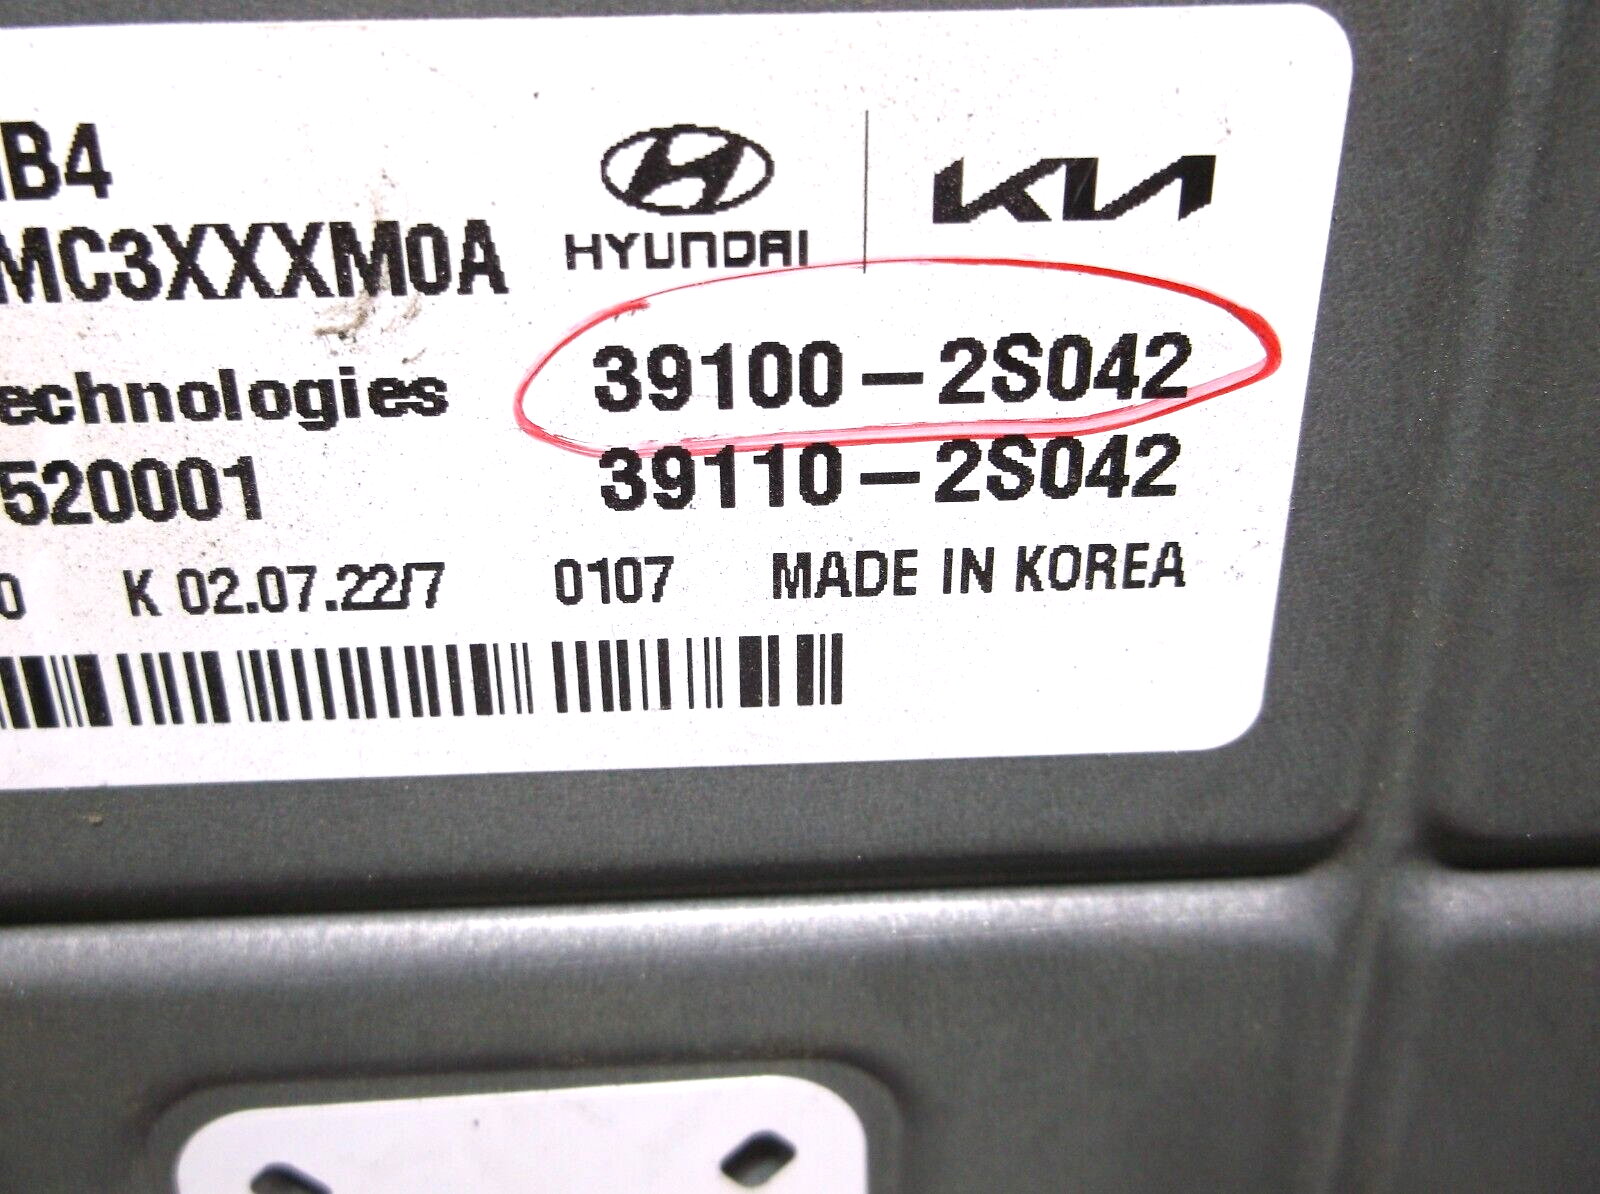 B4
HYUNDAI
KIA
MC3XXXM0A
39100-2S042
echnologies
39110-2S042
520001
0 K 02.07.22/7 0107 MADE IN KOREA